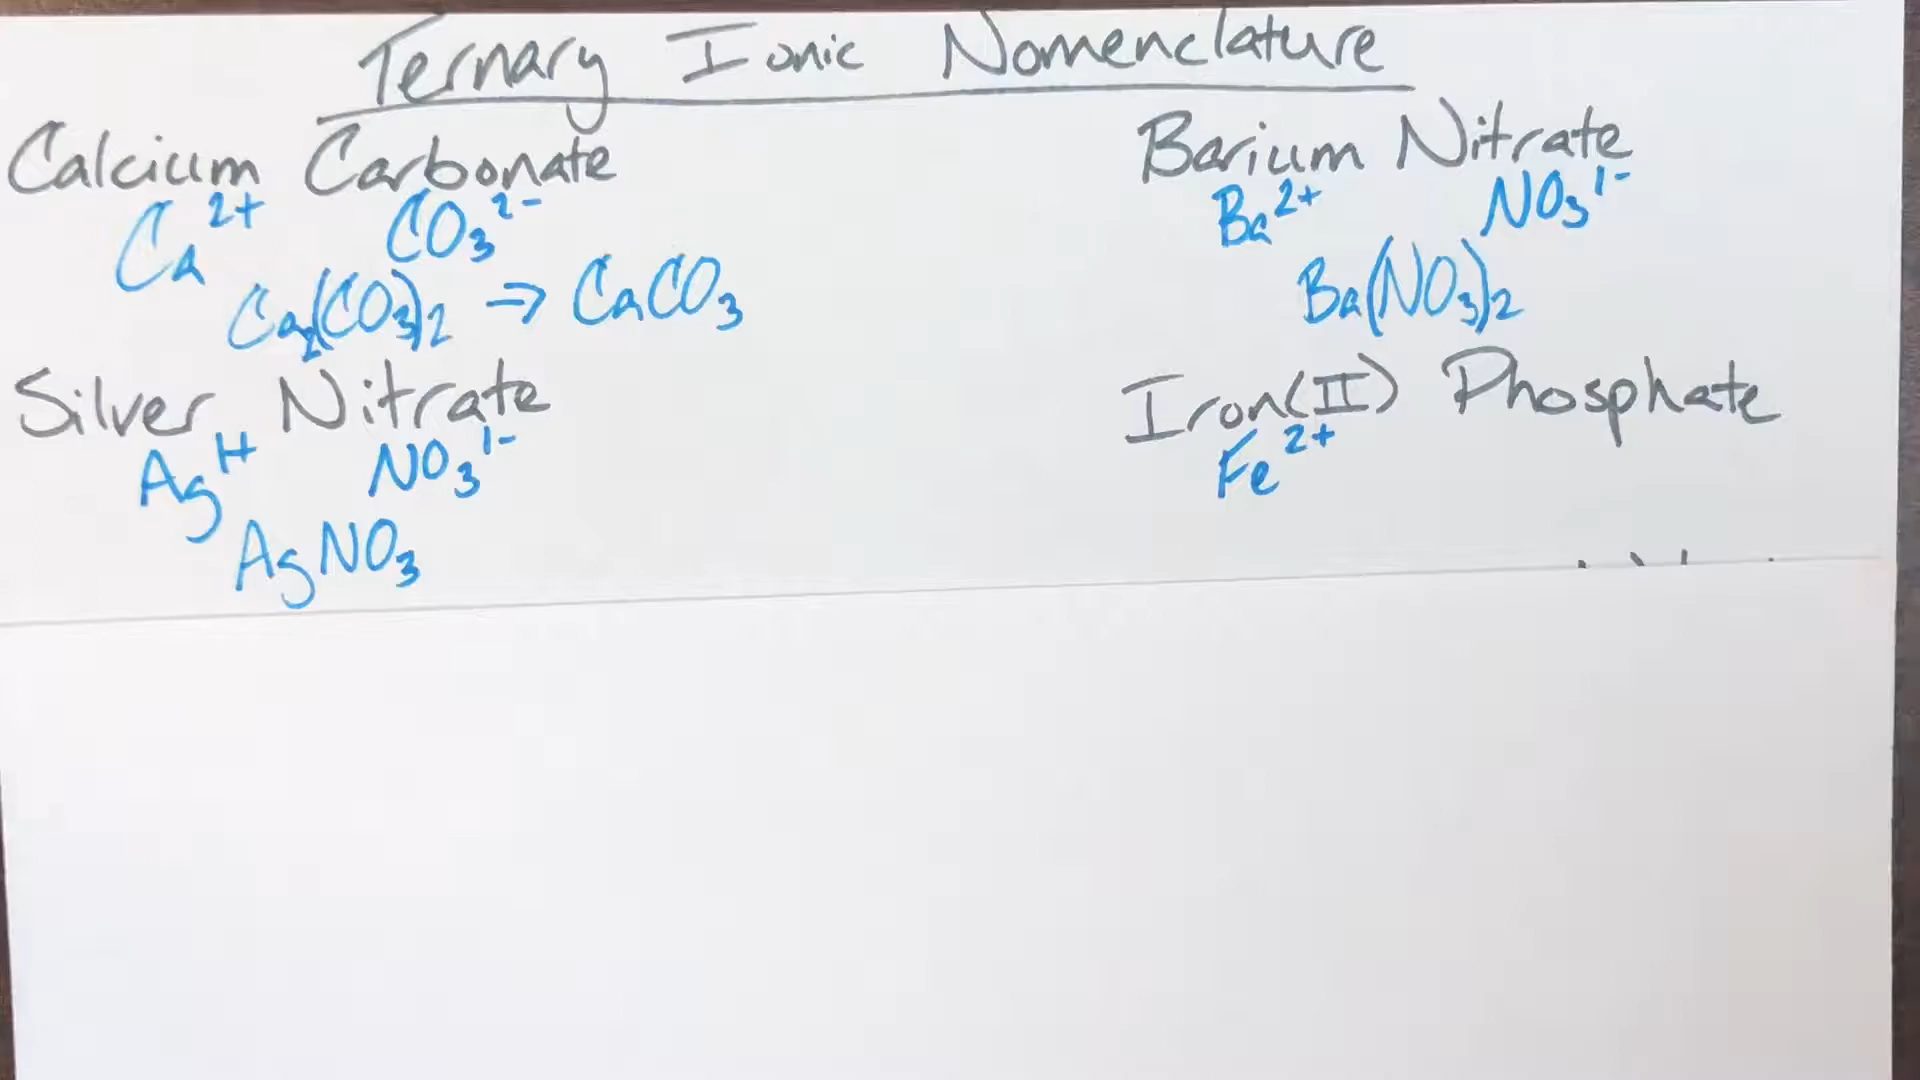 Ternary Ionic Nomenclature
Calcium Carbonate
Ca²⁺ CO₃²⁻
Ca₂(CO₃)₂ ⇒ CaCO₃
Silver Nitrate
Ag¹⁺ NO₃¹⁻
AgNO₃
Barium Nitrate
Ba²⁺ NO₃¹⁻
Ba(NO₃)₂
Iron(II) Phosphate
Fe²⁺